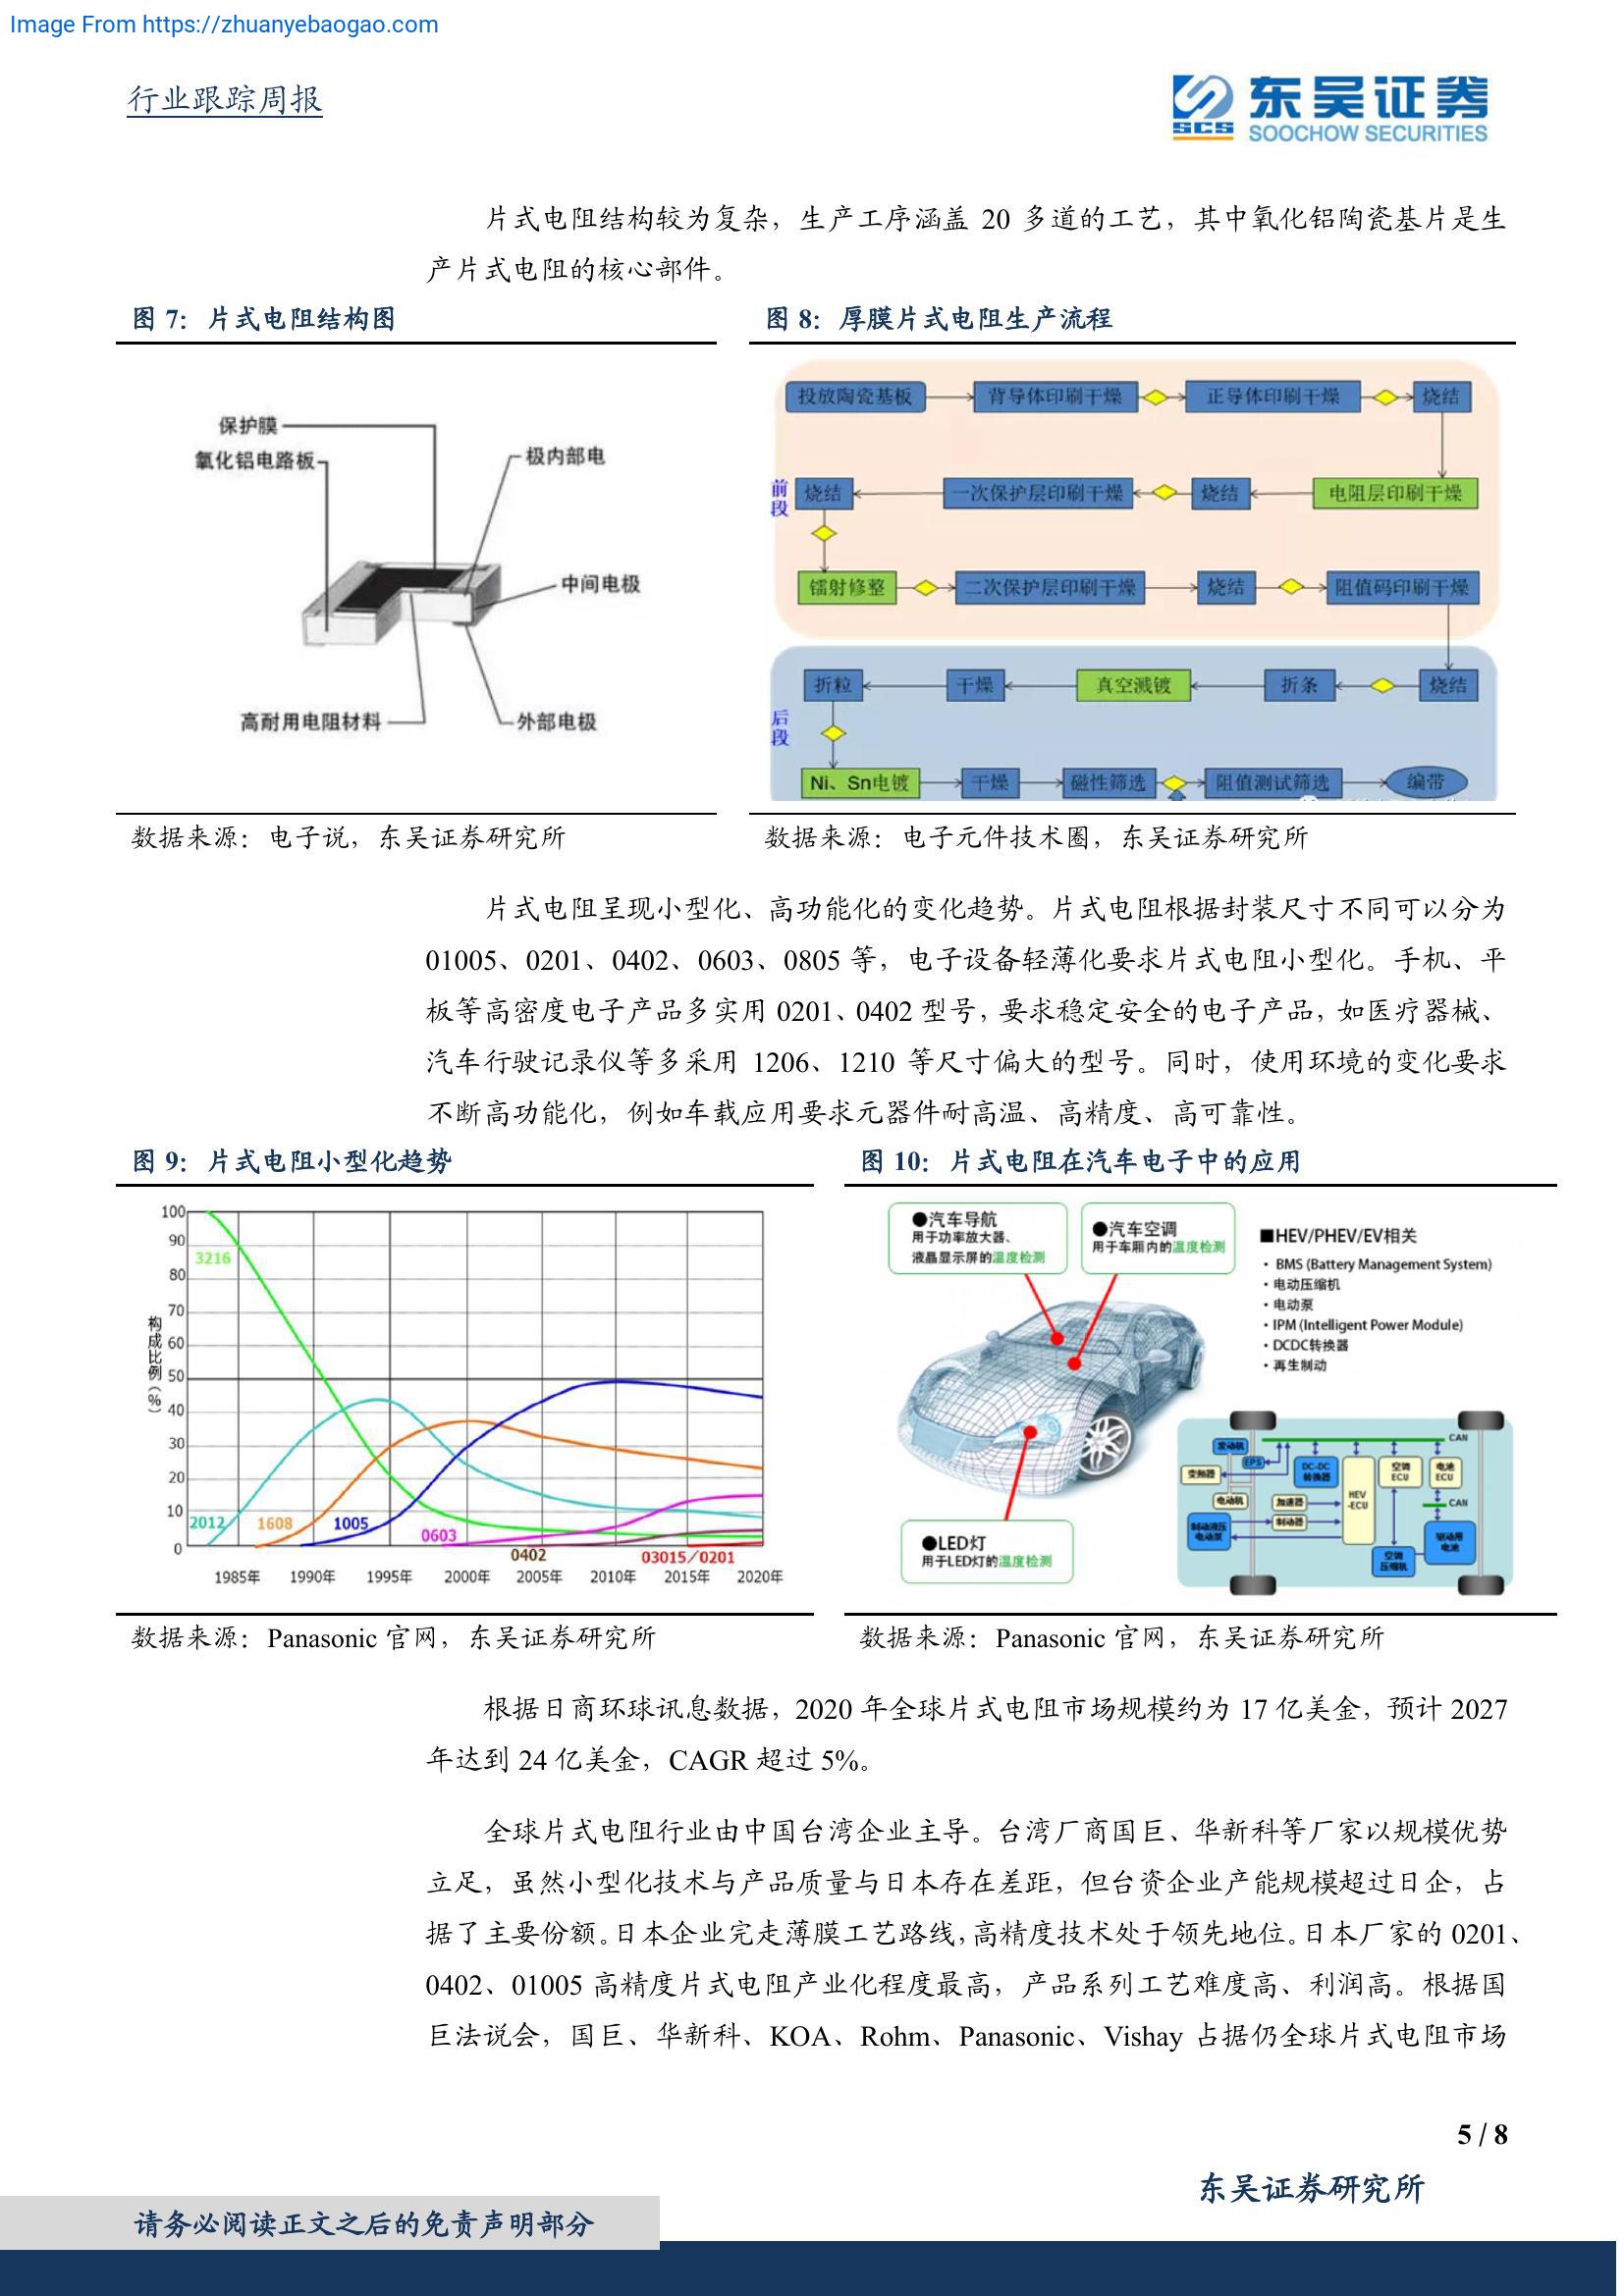 Image From https://zhuanyebaogao.com
行业跟踪周报
东吴证券
SCS
SOOCHOW SECURITIES
片式电阻结构较为复杂，生产工序涵盖 20 多道的工艺，其中氧化铝陶瓷基片是生
产片式电阻的核心部件。
图 7：片式电阻结构图
保护膜
氧化铝电路板
极内部电
中间电极
高耐用电阻材料
外部电极
数据来源：电子说，东吴证券研究所
图 8：厚膜片式电阻生产流程
投放陶瓷基板 背导体印刷干燥 正导体印刷干燥 烧结
前段
烧结 一次保护层印刷干燥 烧结 电阻层印刷干燥
镭射修整 二次保护层印刷干燥 烧结 阻值码印刷干燥
折粒 干燥 真空溅镀 折条 烧结
后段
Ni、Sn电镀 干燥 磁性筛选 阻值测试筛选 编带
数据来源：电子元件技术圈，东吴证券研究所
片式电阻呈现小型化、高功能化的变化趋势。片式电阻根据封装尺寸不同可以分为
01005、0201、0402、0603、0805 等，电子设备轻薄化要求片式电阻小型化。手机、平
板等高密度电子产品多实用 0201、0402 型号，要求稳定安全的电子产品，如医疗器械、
汽车行驶记录仪等多采用 1206、1210 等尺寸偏大的型号。同时，使用环境的变化要求
不断高功能化，例如车载应用要求元器件耐高温、高精度、高可靠性。
图 9：片式电阻小型化趋势
构成比例（%）
100
90
80
70
60
50
40
30
20
10
0
3216
2012
1608
1005
0603
0402
03015/0201
1985年 1990年 1995年 2000年 2005年 2010年 2015年 2020年
数据来源：Panasonic 官网，东吴证券研究所
图 10：片式电阻在汽车电子中的应用
●汽车导航
用于功率放大器、
液晶显示屏的温度检测
●汽车空调
用于车厢内的温度检测
●LED灯
用于LED灯的温度检测
■HEV/PHEV/EV相关
・BMS (Battery Management System)
・电动压缩机
・电动泵
・IPM (Intelligent Power Module)
・DCDC转换器
・再生制动
CAN
发动机
EPS
变频器
电动机
DC-DC
转换器
HEV
-ECU
空调
ECU
电池
ECU
CAN
加速器
制动器
制动液压
电动泵
空调
压缩机
驱动用
电池
数据来源：Panasonic 官网，东吴证券研究所
根据日商环球讯息数据，2020 年全球片式电阻市场规模约为 17 亿美金，预计 2027
年达到 24 亿美金，CAGR 超过 5%。
全球片式电阻行业由中国台湾企业主导。台湾厂商国巨、华新科等厂家以规模优势
立足，虽然小型化技术与产品质量与日本存在差距，但台资企业产能规模超过日企，占
据了主要份额。日本企业完走薄膜工艺路线，高精度技术处于领先地位。日本厂家的 0201、
0402、01005 高精度片式电阻产业化程度最高，产品系列工艺难度高、利润高。根据国
巨法说会，国巨、华新科、KOA、Rohm、Panasonic、Vishay 占据仍全球片式电阻市场
5 / 8
东吴证券研究所
请务必阅读正文之后的免责声明部分